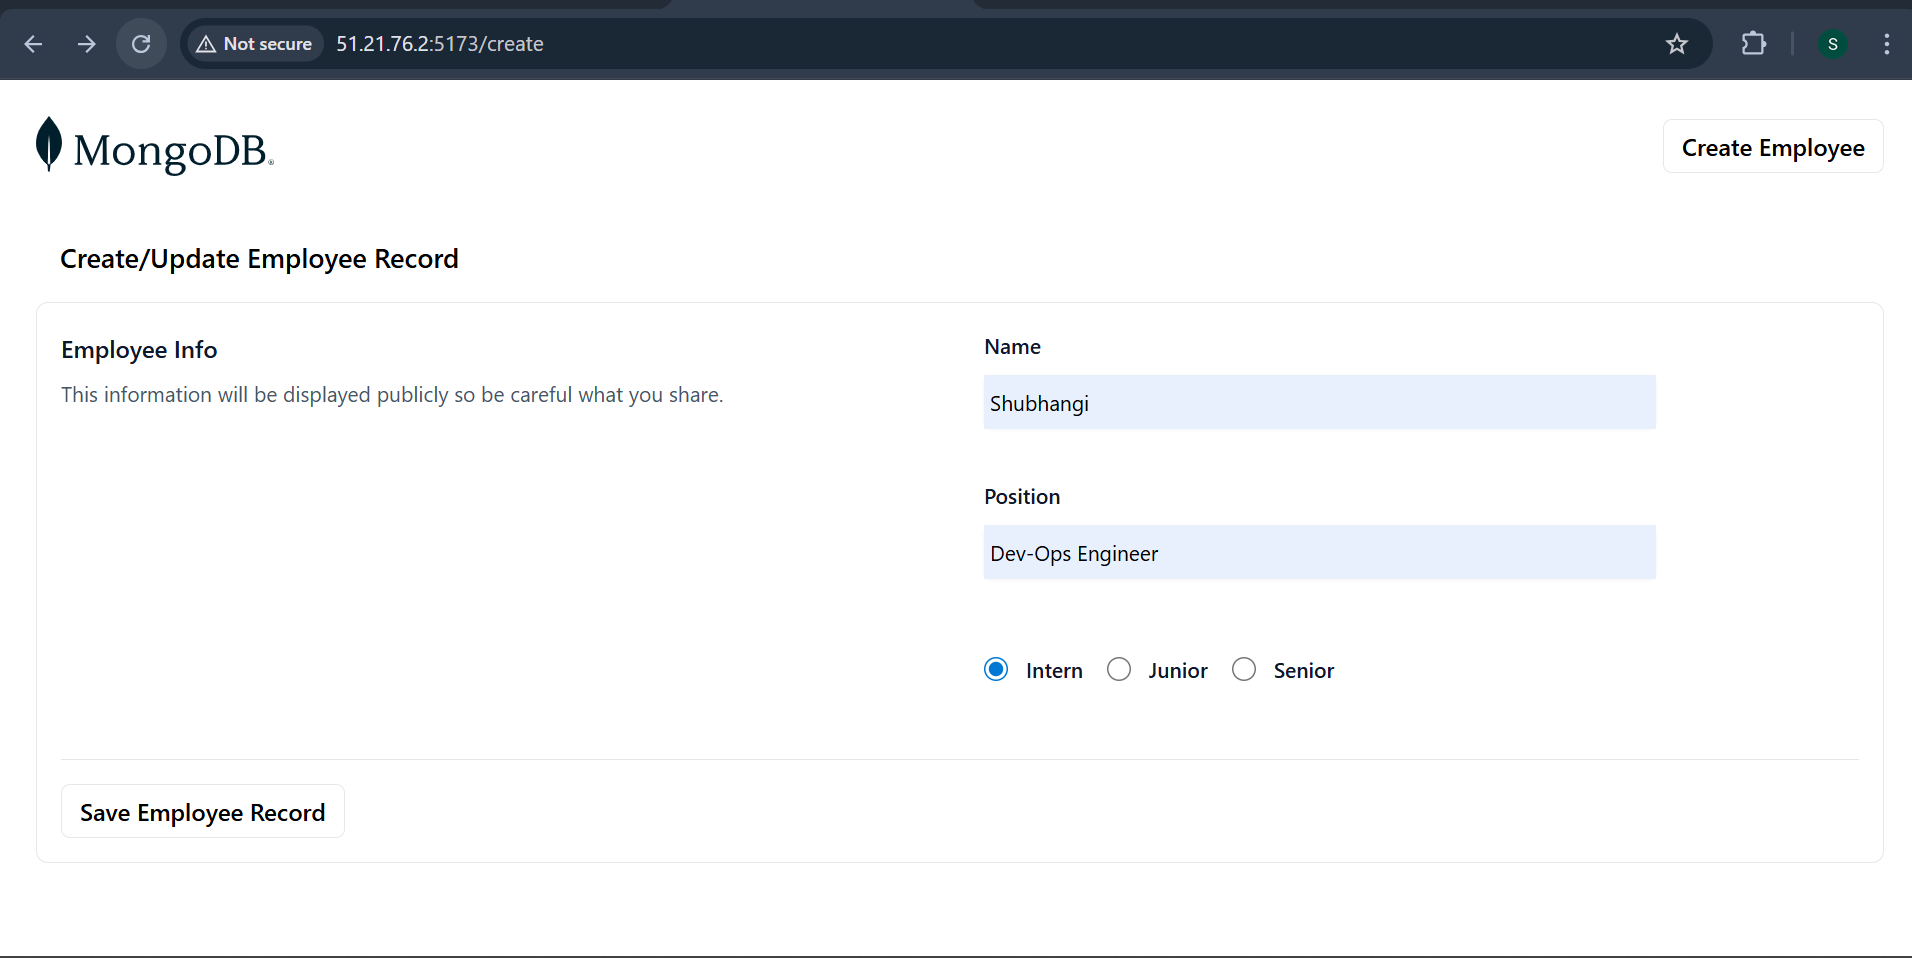 Not secure 51.21.76.2:5173/create S
MongoDB®
Create Employee
Create/Update Employee Record
Employee Info
This information will be displayed publicly so be careful what you share.
Name
Shubhangi
Position
Dev-Ops Engineer
Intern Junior Senior
Save Employee Record